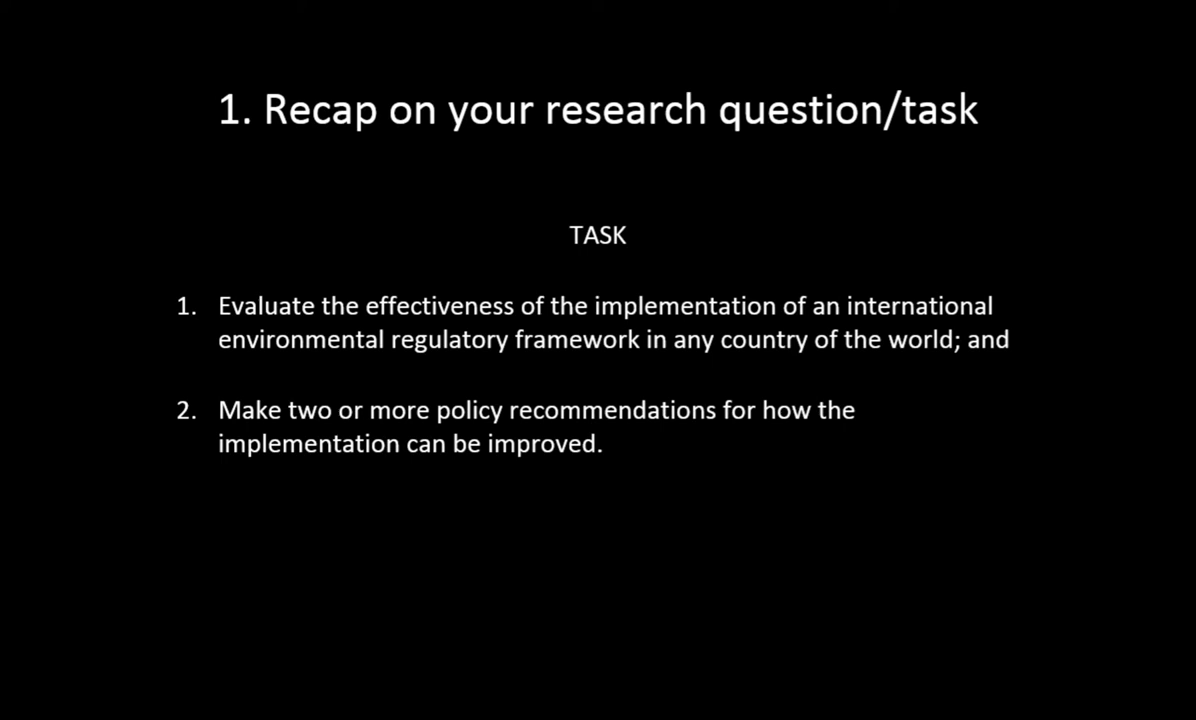 1. Recap on your research question/task
TASK
1. Evaluate the effectiveness of the implementation of an international
environmental regulatory framework in any country of the world; and
2. Make two or more policy recommendations for how the
implementation can be improved.